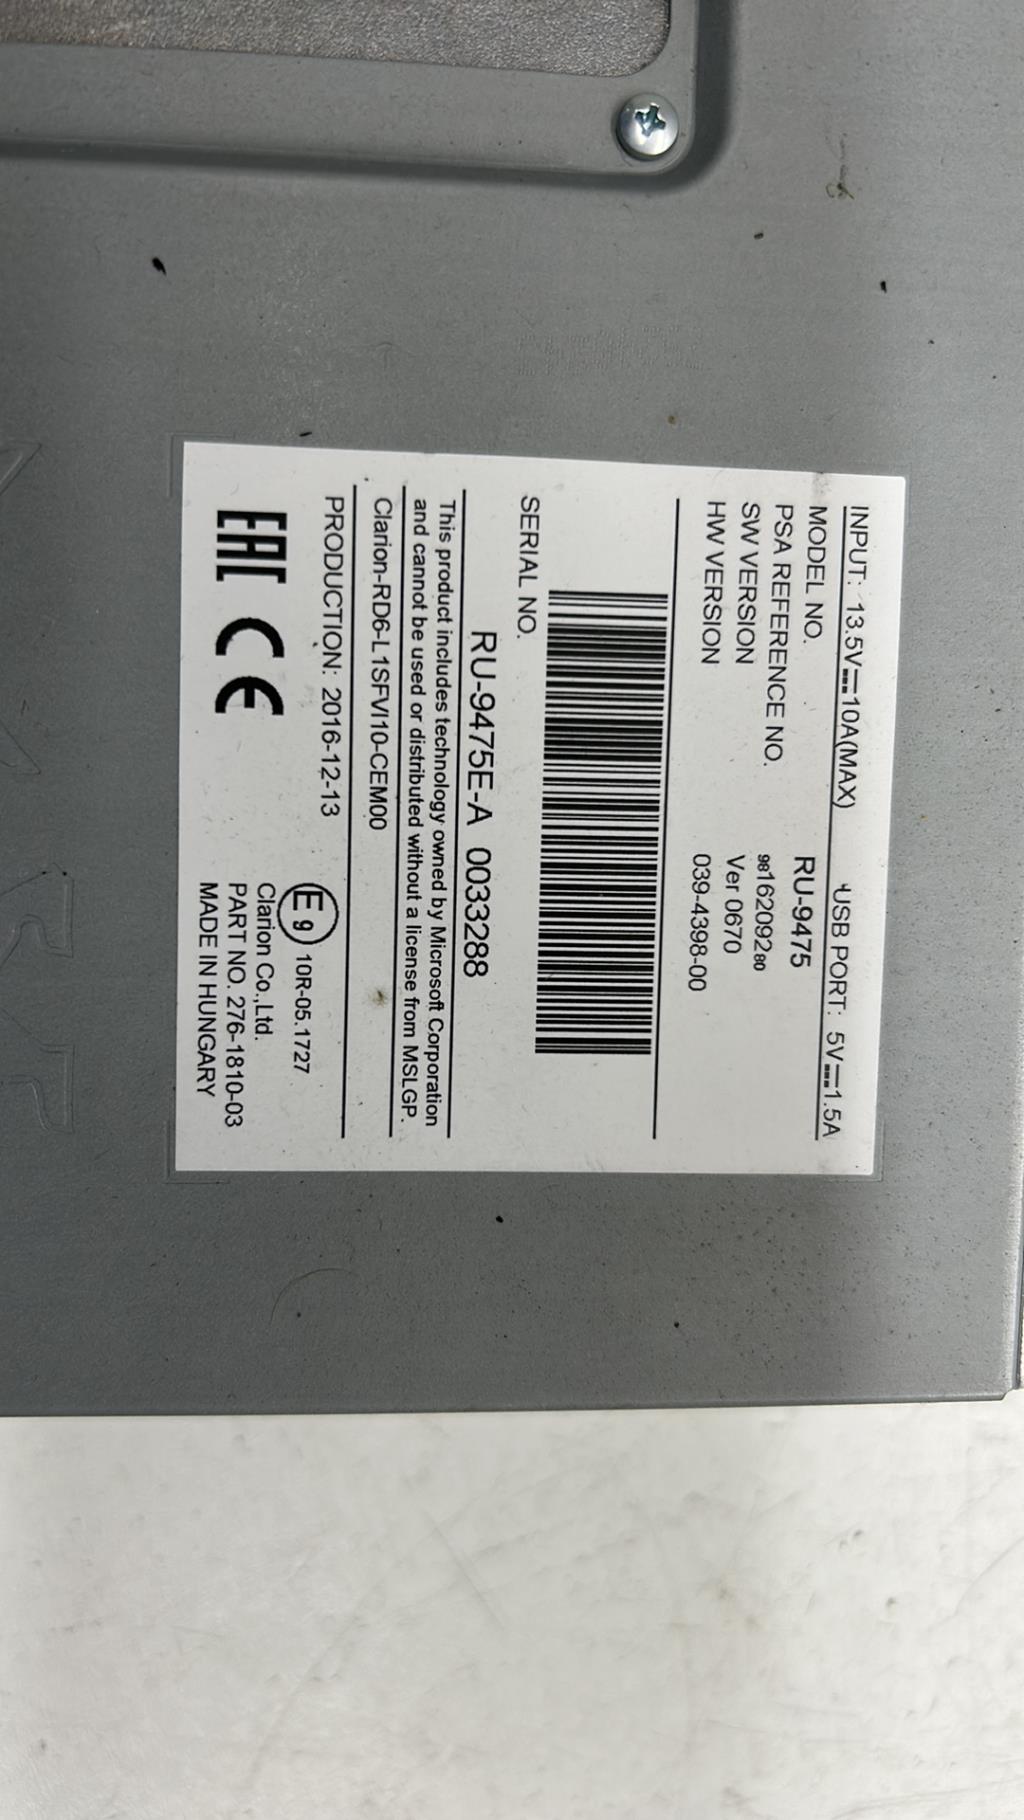 INPUT: 13.5V⎓10A(MAX) USB PORT: 5V⎓1.5A
MODEL NO. RU-9475
PSA REFERENCE NO. 9816209280
SW VERSION Ver 0670
HW VERSION 039-4398-00
SERIAL NO.
RU-9475E-A 0033288
This product includes technology owned by Microsoft Corporation
and cannot be used or distributed without a license from MSLGP.
Clarion-RD6-L1SFVI10-CEM00
PRODUCTION: 2016-12-13
E9 10R-05.1727
EAC CE
Clarion Co.,Ltd.
PART NO. 276-1810-03
MADE IN HUNGARY